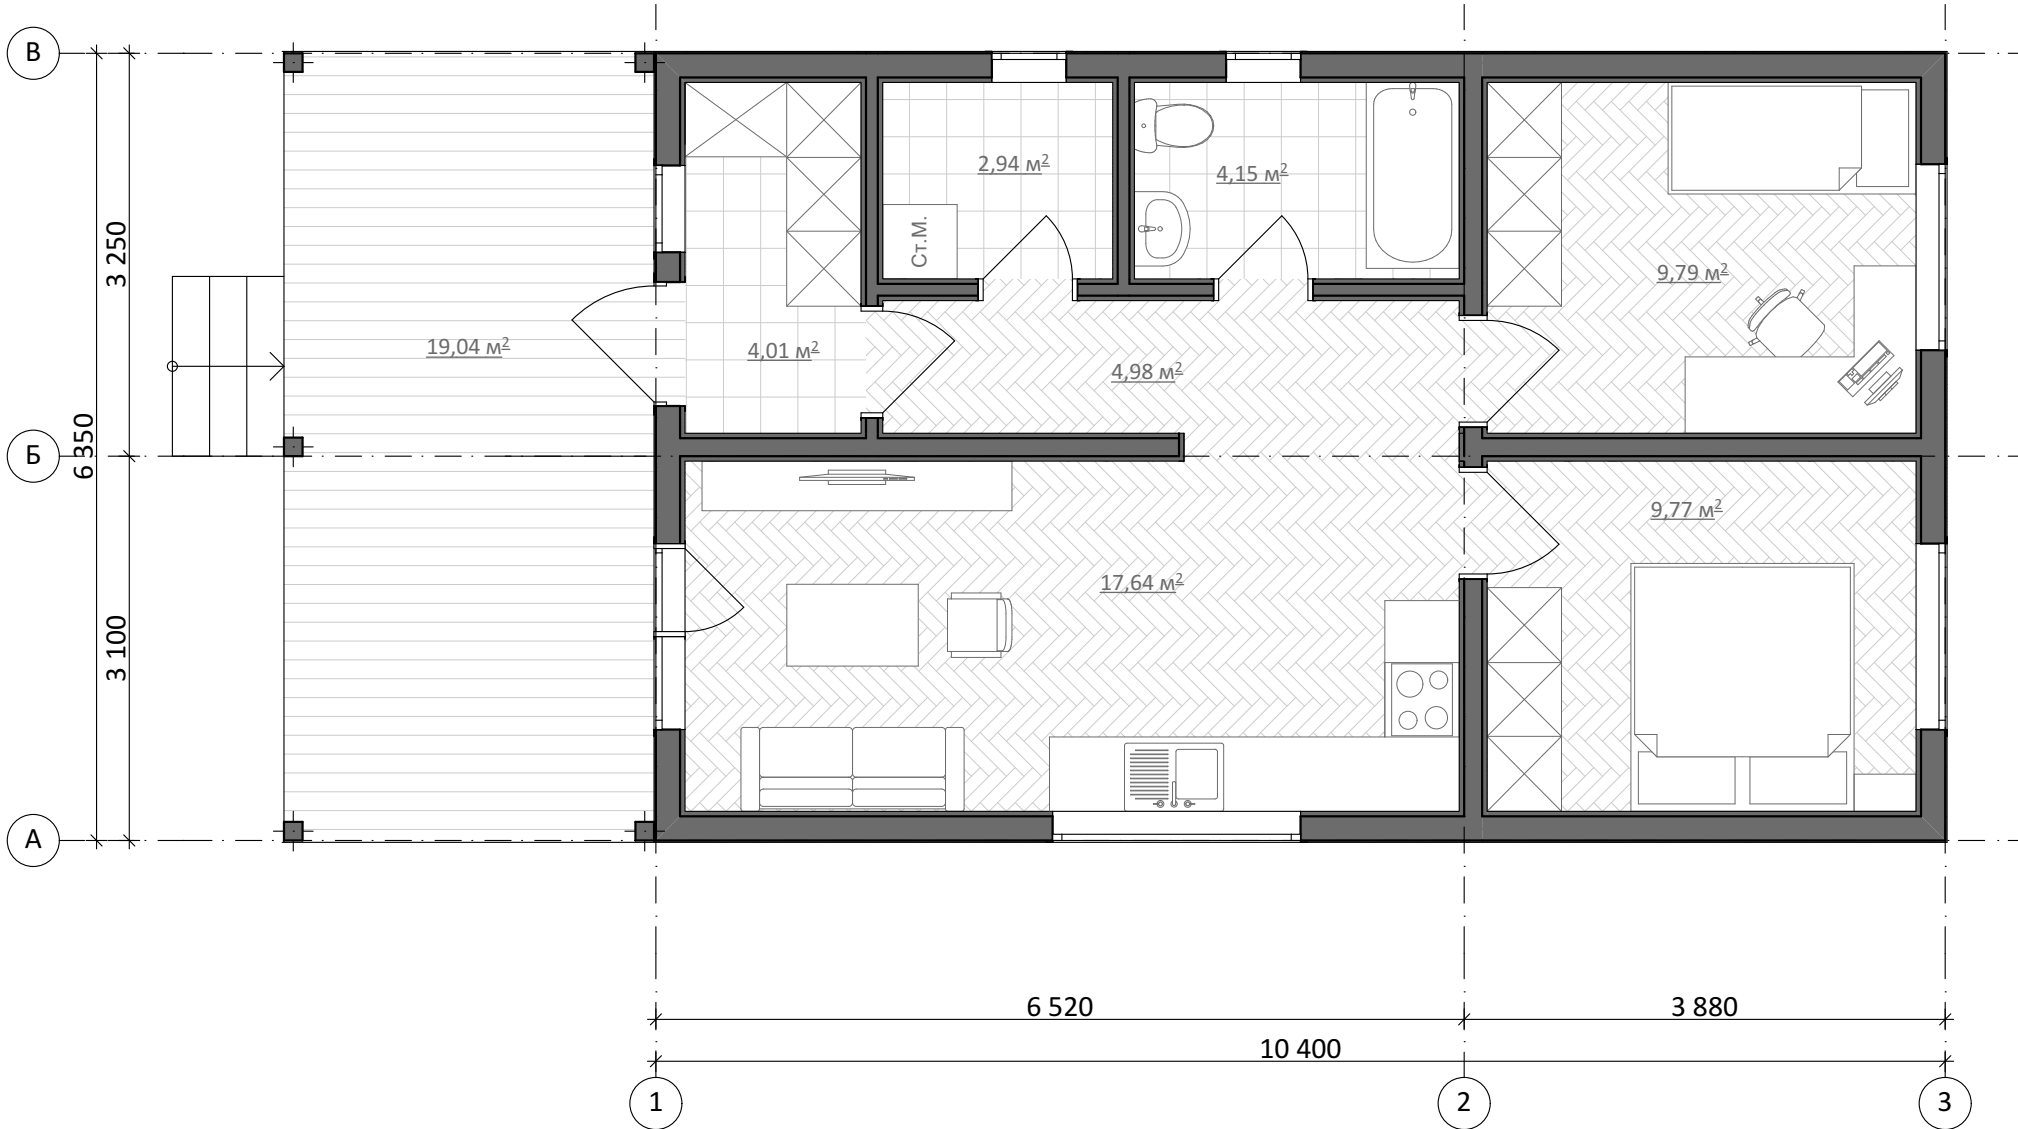 В
2,94 м²
4,15 м²
Ст.М.
3 250
9,79 м²
19,04 м²
4,01 м²
4,98 м²
6 350
Б
9,77 м²
17,64 м²
3 100
А
6 520
3 880
10 400
1
2
3